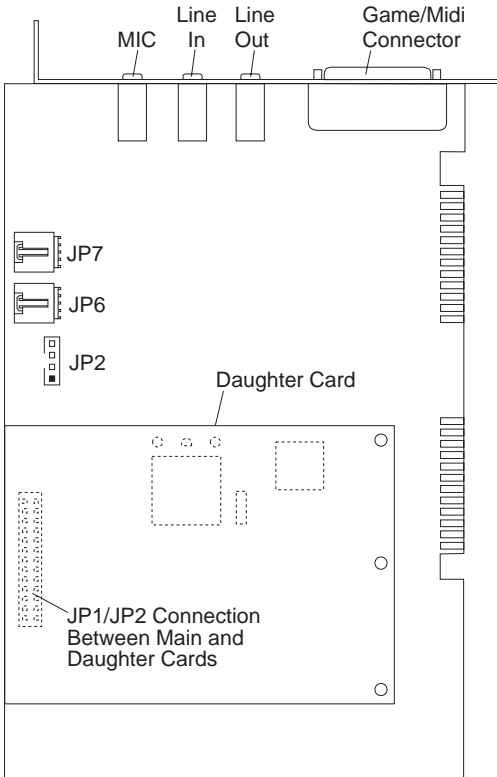 MIC
Line
In
Line
Out
Game/Midi
Connector
JP7
JP6
JP2
Daughter Card
JP1/JP2 Connection
Between Main and
Daughter Cards